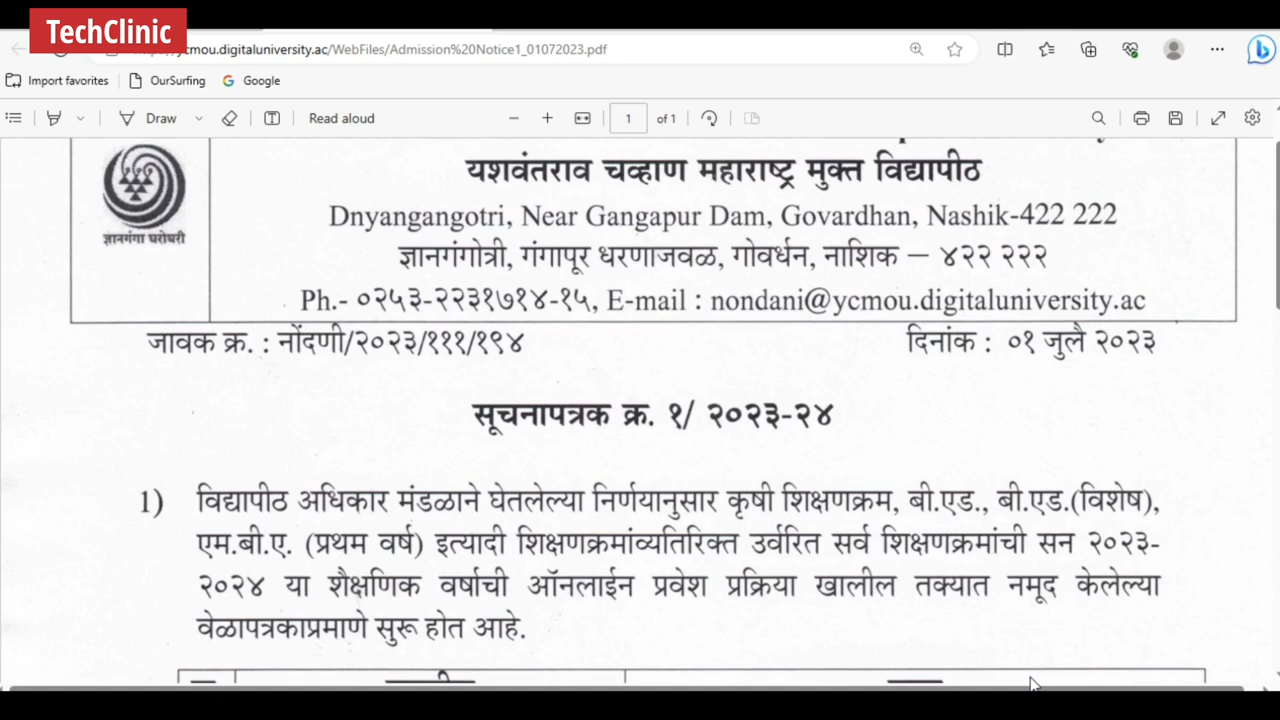 TechClinic
ycmou.digitaluniversity.ac/WebFiles/Admission%20Notice1_01072023.pdf
Import favorites OurSurfing Google
Draw Read aloud 1 of 1
यशवंतराव चव्हाण महाराष्ट्र मुक्त विद्यापीठ
ज्ञानगंगा घरोघरी
Dnyangangotri, Near Gangapur Dam, Govardhan, Nashik-422 222
ज्ञानगंगोत्री, गंगापूर धरणाजवळ, गोवर्धन, नाशिक – ४२२ २२२
Ph.- ०२५३-२२३१७१४-१५, E-mail : nondani@ycmou.digitaluniversity.ac
जावक क्र. : नोंदणी/२०२३/१११/१९४ दिनांक : ०१ जुलै २०२३
सूचनापत्रक क्र. १/ २०२३-२४
1) विद्यापीठ अधिकार मंडळाने घेतलेल्या निर्णयानुसार कृषी शिक्षणक्रम, बी.एड., बी.एड.(विशेष),
एम.बी.ए. (प्रथम वर्ष) इत्यादी शिक्षणक्रमांव्यतिरिक्त उर्वरित सर्व शिक्षणक्रमांची सन २०२३-
२०२४ या शैक्षणिक वर्षाची ऑनलाईन प्रवेश प्रक्रिया खालील तक्यात नमूद केलेल्या
वेळापत्रकाप्रमाणे सुरू होत आहे.